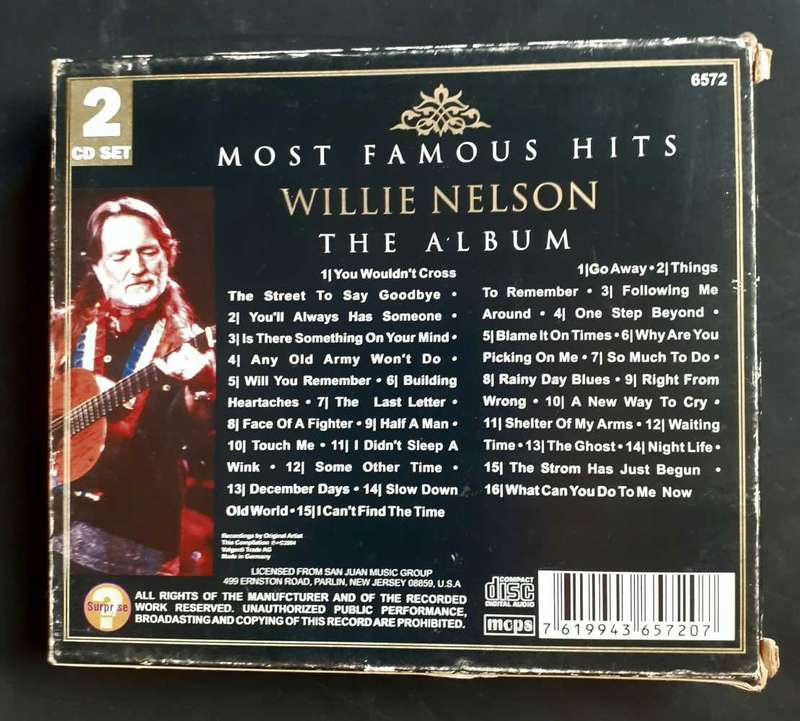 6572
2
CD SET
MOST FAMOUS HITS
WILLIE NELSON
THE ALBUM
1| You Wouldn't Cross
The Street To Say Goodbye •
2| You'll Always Has Someone •
3| Is There Something On Your Mind •
4| Any Old Army Won't Do •
5| Will You Remember • 6| Building
Heartaches • 7| The Last Letter •
8| Face Of A Fighter • 9| Half A Man •
10| Touch Me • 11| I Didn't Sleep A
Wink • 12| Some Other Time •
13| December Days • 14| Slow Down
Old World • 15| I Can't Find The Time
1|Go Away • 2| Things
To Remember • 3| Following Me
Around • 4| One Step Beyond •
5| Blame It On Times • 6| Why Are You
Picking On Me • 7| So Much To Do •
8| Rainy Day Blues • 9| Right From
Wrong • 10| A New Way To Cry •
11| Shelter Of My Arms • 12| Waiting
Time • 13| The Ghost • 14| Night Life •
15| The Strom Has Just Begun •
16| What Can You Do To Me Now
Recordings by Original Artist
This Compilation ℗+©2004
Valgardi Trade AG
Made in Germany
LICENSED FROM SAN JUAN MUSIC GROUP
499 ERNSTON ROAD, PARLIN, NEW JERSEY 08859, U.S.A
Surprise
?
ALL RIGHTS OF THE MANUFCTURER AND OF THE RECORDED
WORK RESERVED. UNAUTHORIZED PUBLIC PERFORMANCE,
BROADASTING AND COPYING OF THIS RECORD ARE PROHIBITED.
COMPACT
disc
DIGITAL AUDIO
mcps
7 619943 657207